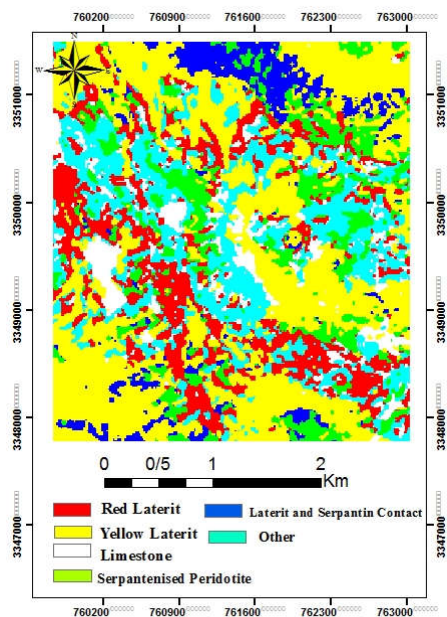 760200 760900 761600 762300 763000
N
W E
S
3351000 3351000
3350000 3350000
3349000 3349000
3348000 3348000
3347000 3347000
0 0/5 1 2
Km
Red Laterit Laterit and Serpantin Contact
Yellow Laterit Other
Limestone
Serpantenised Peridotite
760200 760900 761600 762300 763000